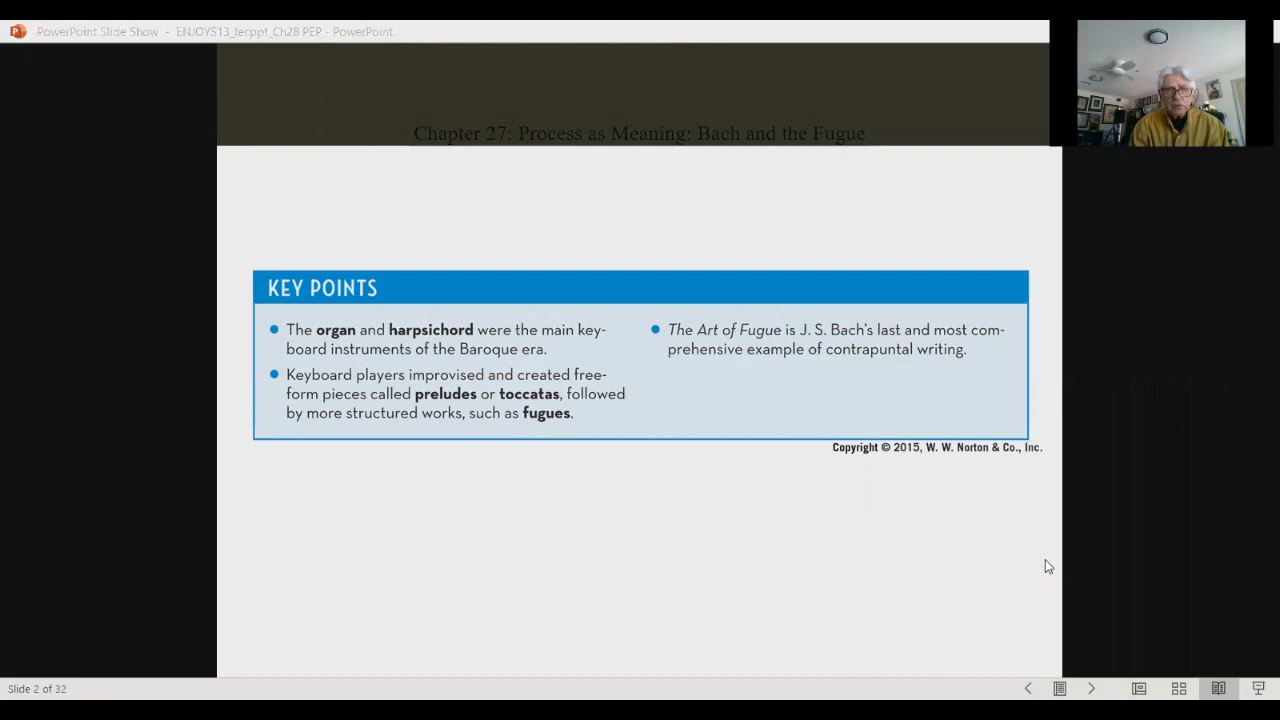 PowerPoint Slide Show - ENJOYS13_lecppt_Ch28 PEP - PowerPoint
Chapter 27: Process as Meaning: Bach and the Fugue
KEY POINTS
The organ and harpsichord were the main key-
board instruments of the Baroque era.
Keyboard players improvised and created free-
form pieces called preludes or toccatas, followed
by more structured works, such as fugues.
The Art of Fugue is J. S. Bach's last and most com-
prehensive example of contrapuntal writing.
Copyright © 2015, W. W. Norton & Co., Inc.
Slide 2 of 32